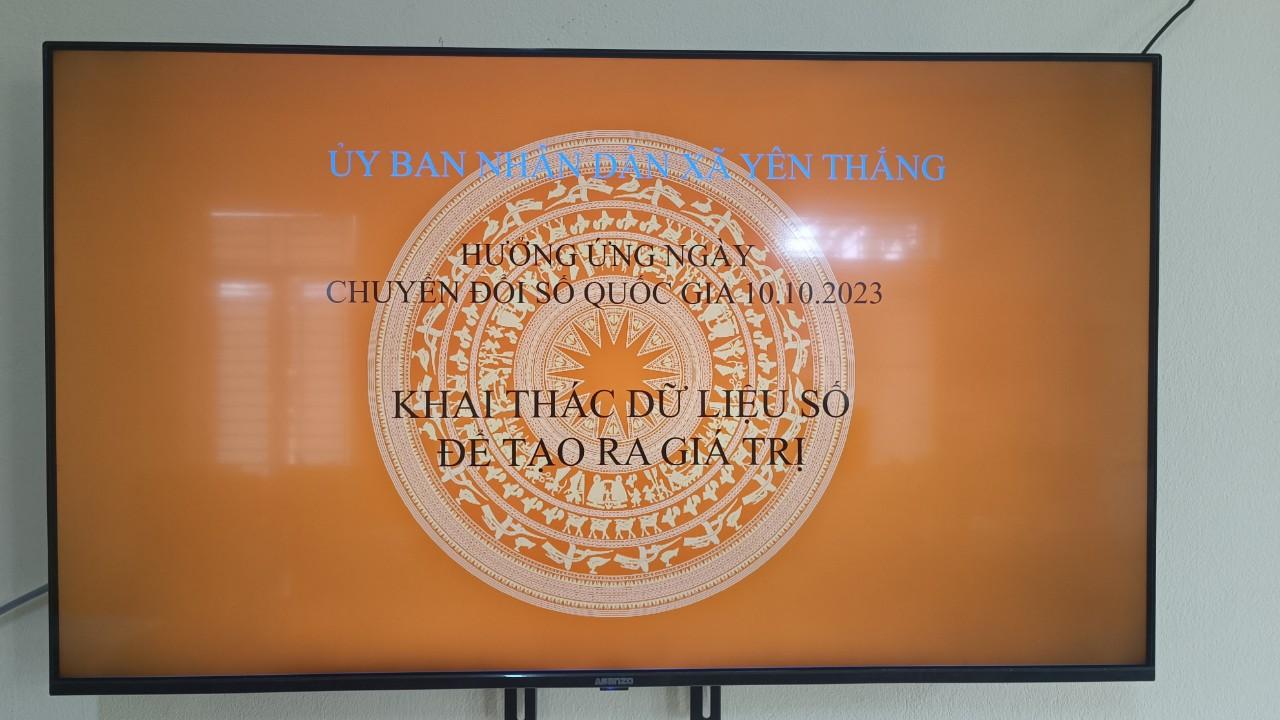 ỦY BAN NHÂN DÂN XÃ YÊN THẮNG
HƯỞNG ỨNG NGÀY
CHUYỂN ĐỔI SỐ QUỐC GIA 10.10.2023
KHAI THÁC DỮ LIỆU SỐ
ĐỂ TẠO RA GIÁ TRỊ
ASANZO